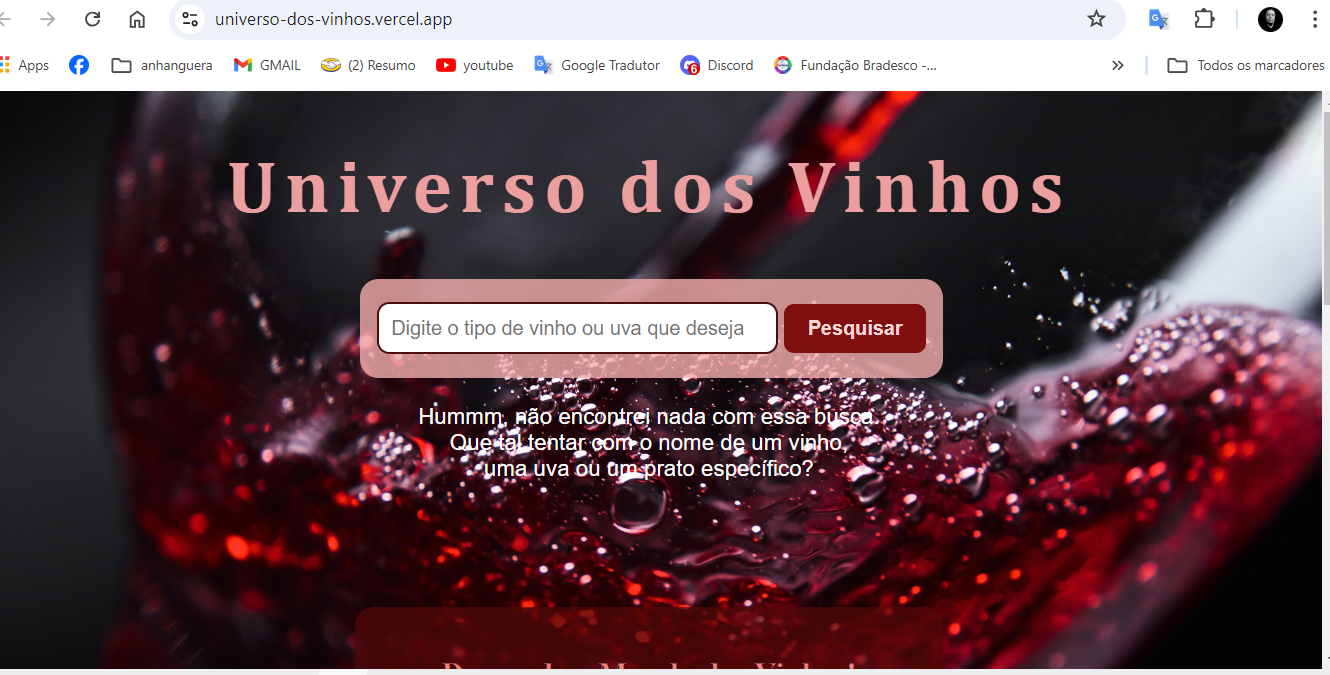 universo-dos-vinhos.vercel.app
Apps anhanguera GMAIL (2) Resumo youtube Google Tradutor 6 Discord Fundação Bradesco -... » Todos os marcadores
Universo dos Vinhos
Digite o tipo de vinho ou uva que deseja Pesquisar
Hummm, não encontrei nada com essa busca.
Que tal tentar com o nome de um vinho,
uma uva ou um prato específico?